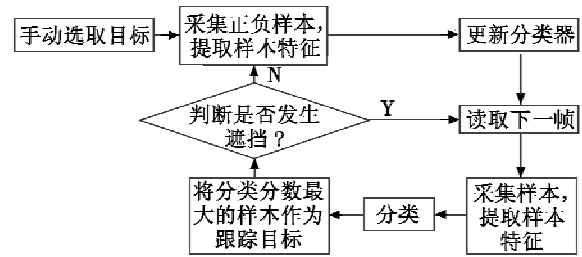 手动选取目标
采集正负样本,
提取样本特征
更新分类器
N
判断是否发生
遮挡?
Y
读取下一帧
将分类分数最
大的样本作为
跟踪目标
分类
采集样本,
提取样本
特征